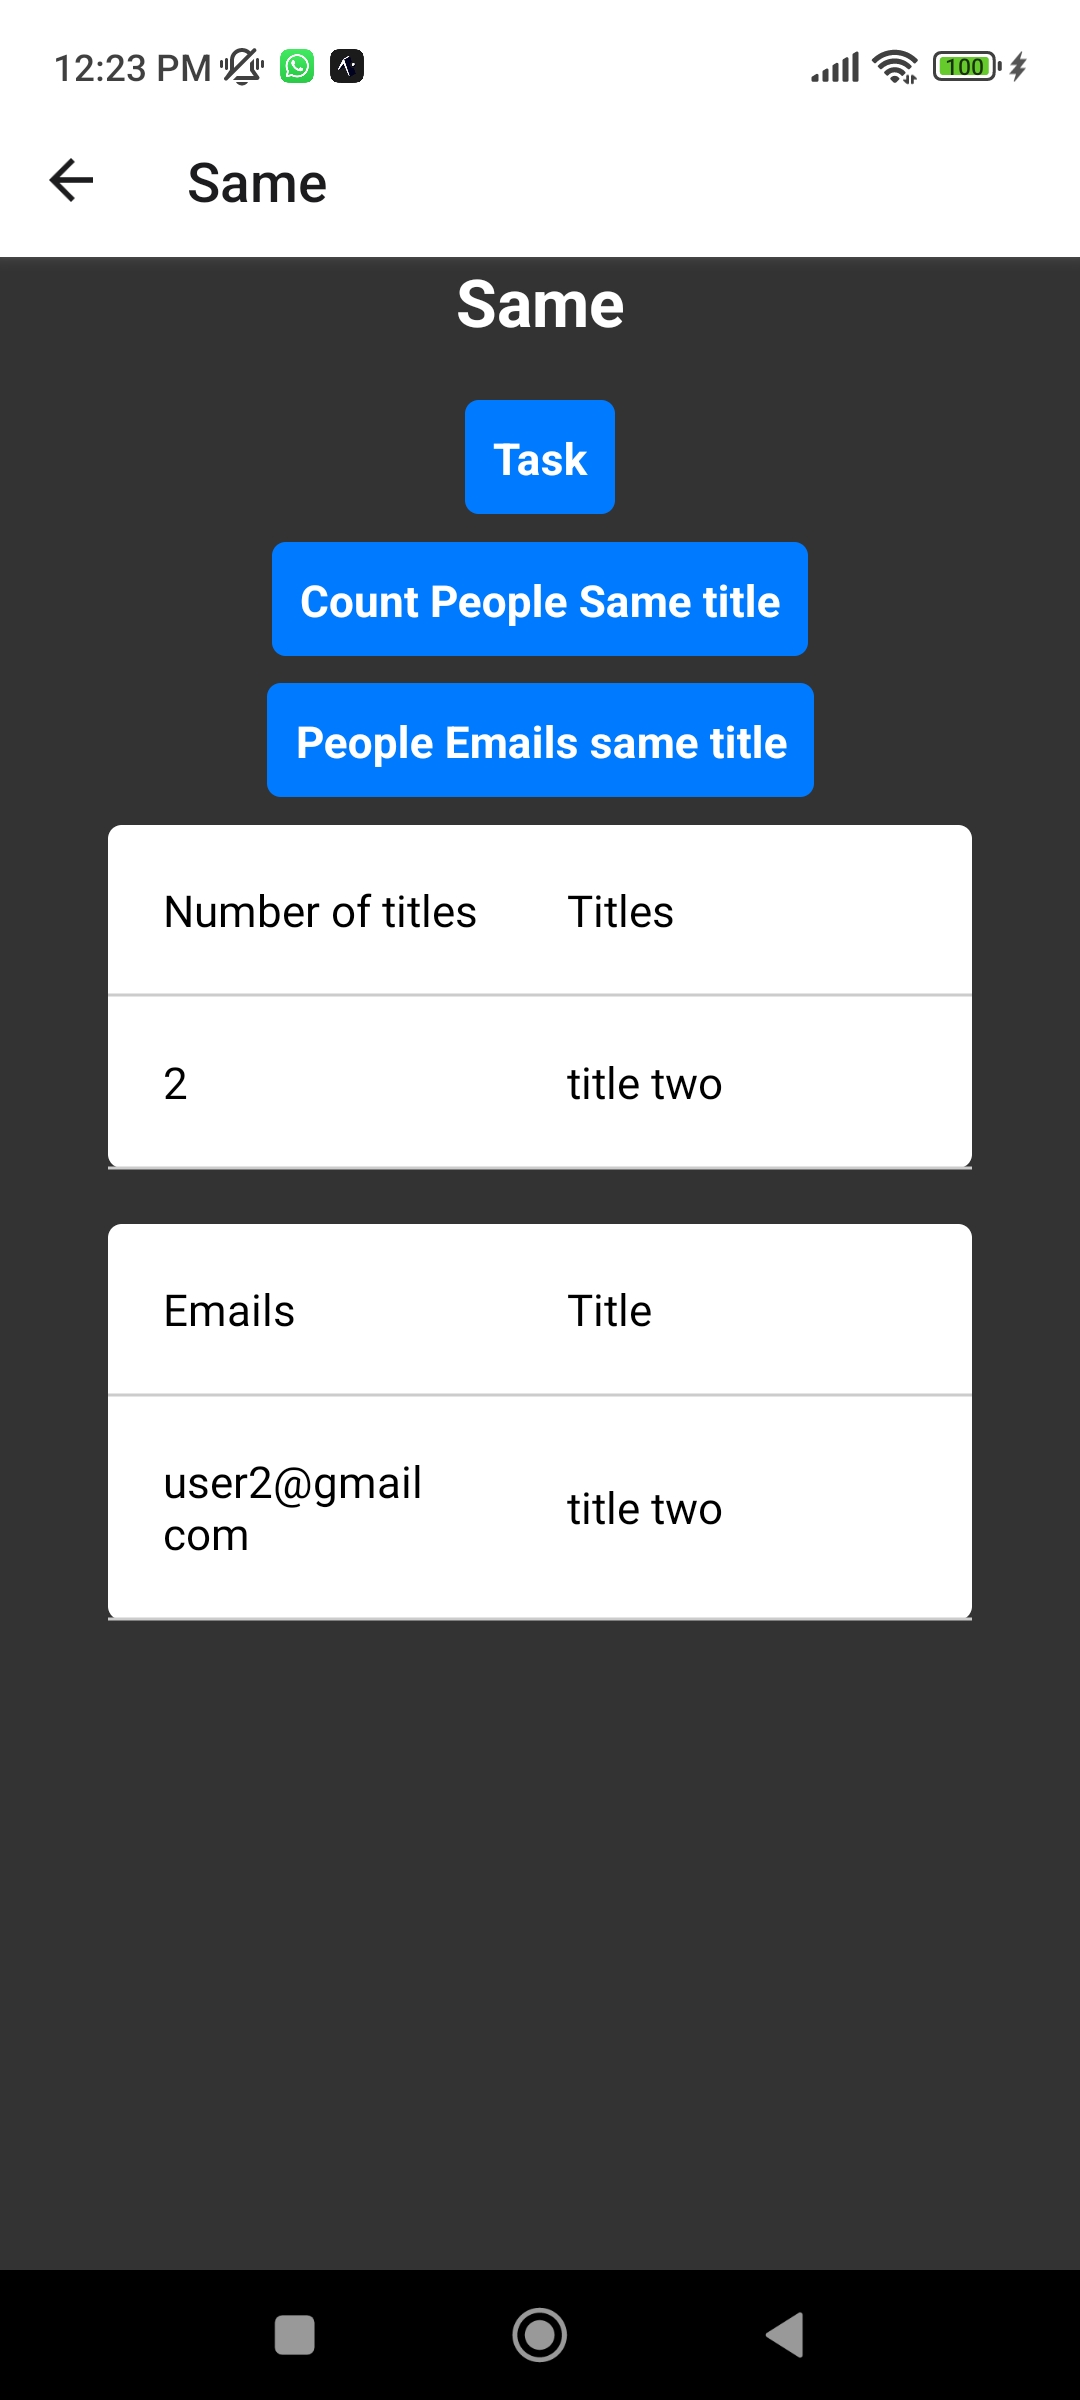 12:23 PM 100
Same
Same
Task
Count People Same title
People Emails same title
Number of titles Titles
2 title two
Emails Title
user2@gmail
com title two